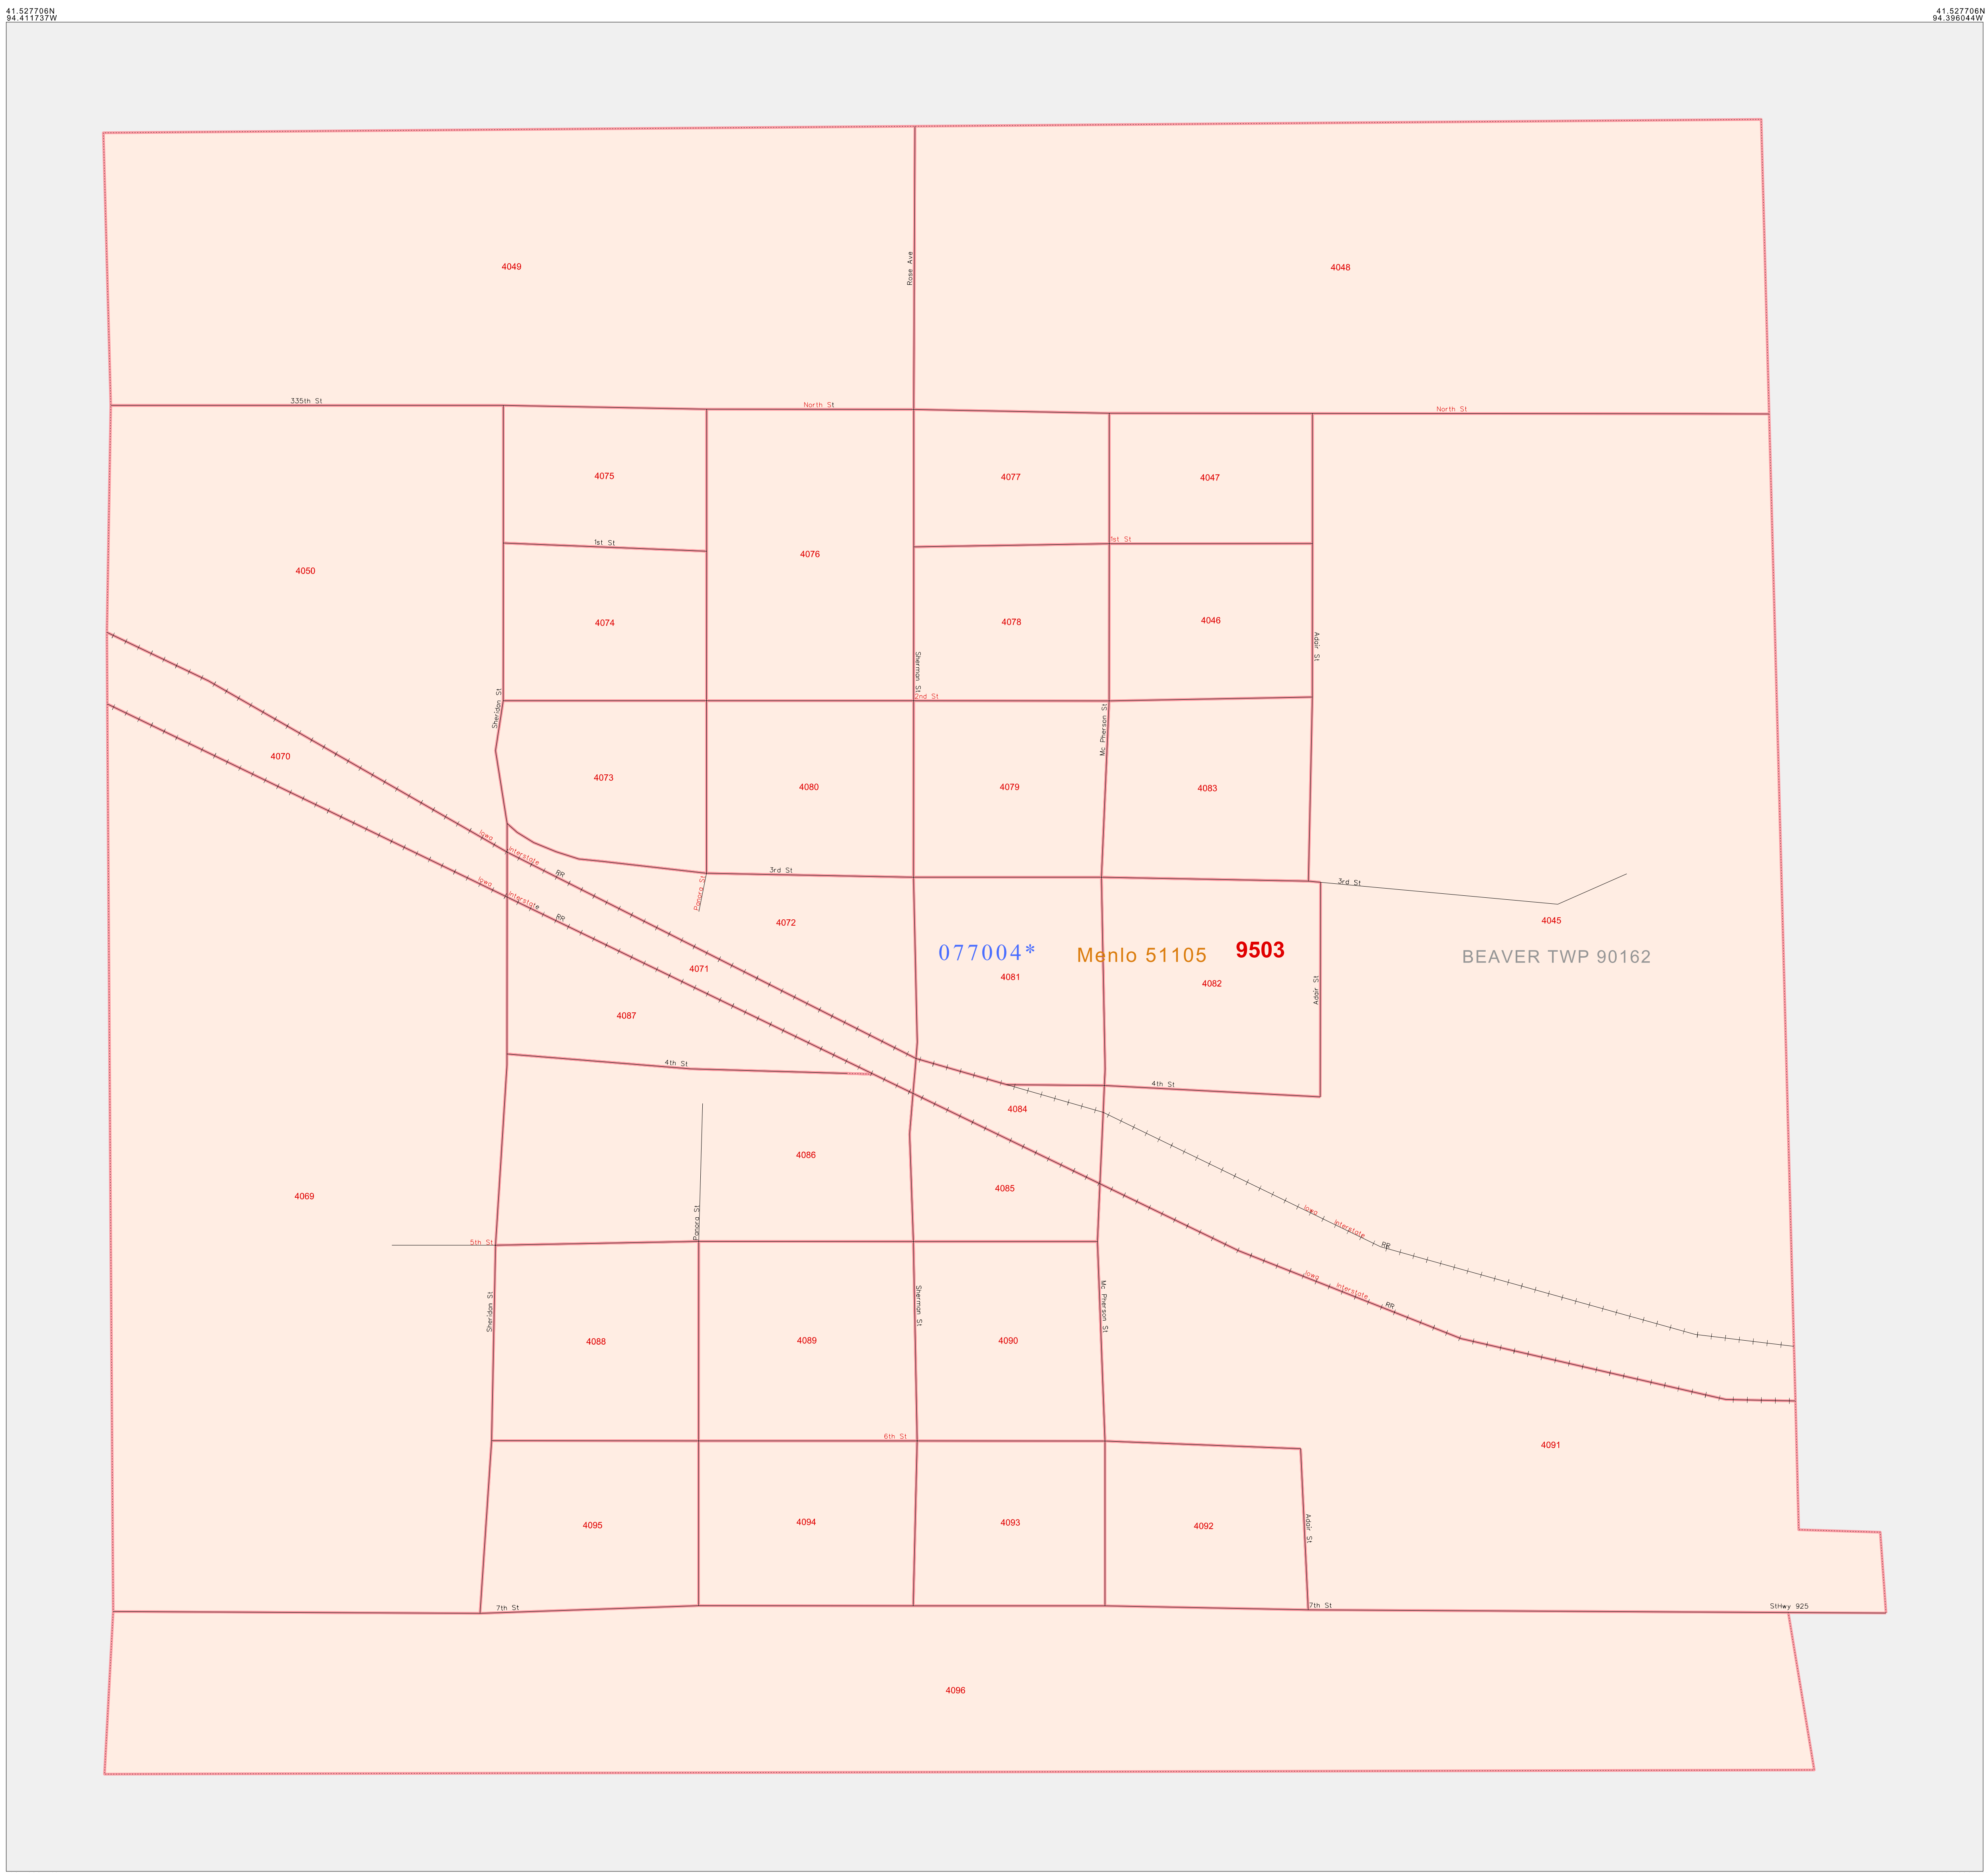 41.527706N
94.411737W
41.527706N
94.396044W
4049
Rose Ave
4048
335th St
North St
North St
4075
4077
4047
1st St
1st St
4076
4050
4074
4078
4046
Adair St
Sherman St
Sheridan St
2nd St
Mc Pherson St
4070
4073
4080
4079
4083
Iowa Interstate RR
3rd St
Panora St
3rd St
Iowa Interstate RR
4072
4045
077004*
Menlo 51105
9503
BEAVER TWP 90162
4071
4081
4082
Adair St
4087
4th St
4th St
4084
4086
4085
4069
Panora St
Iowa Interstate RR
5th St
Iowa Interstate RR
Sheridan St
Sherman St
Mc Pherson St
4088
4089
4090
6th St
4091
4095
4094
4093
4092
Adair St
7th St
7th St
StHwy 925
4096